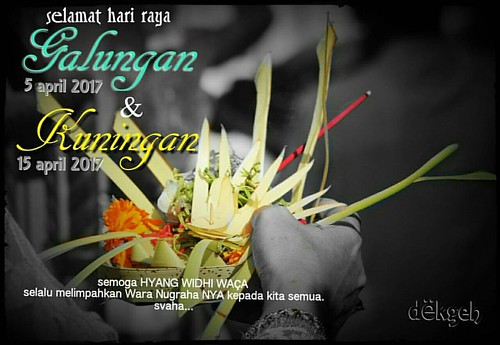 selamat hari raya
Galungan
5 april 2017
&
Kuningan
15 april 2017
semoga HYANG WIDHI WAÇA
selalu melimpahkan Wara Nugraha NYA kepada kita semua.
svaha...
dëkgeh